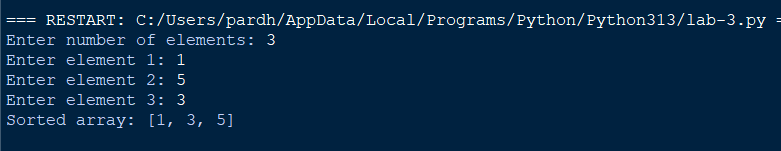 === RESTART: C:/Users/pardh/AppData/Local/Programs/Python/Python313/lab-3.py =
Enter number of elements: 3
Enter element 1: 1
Enter element 2: 5
Enter element 3: 3
Sorted array: [1, 3, 5]